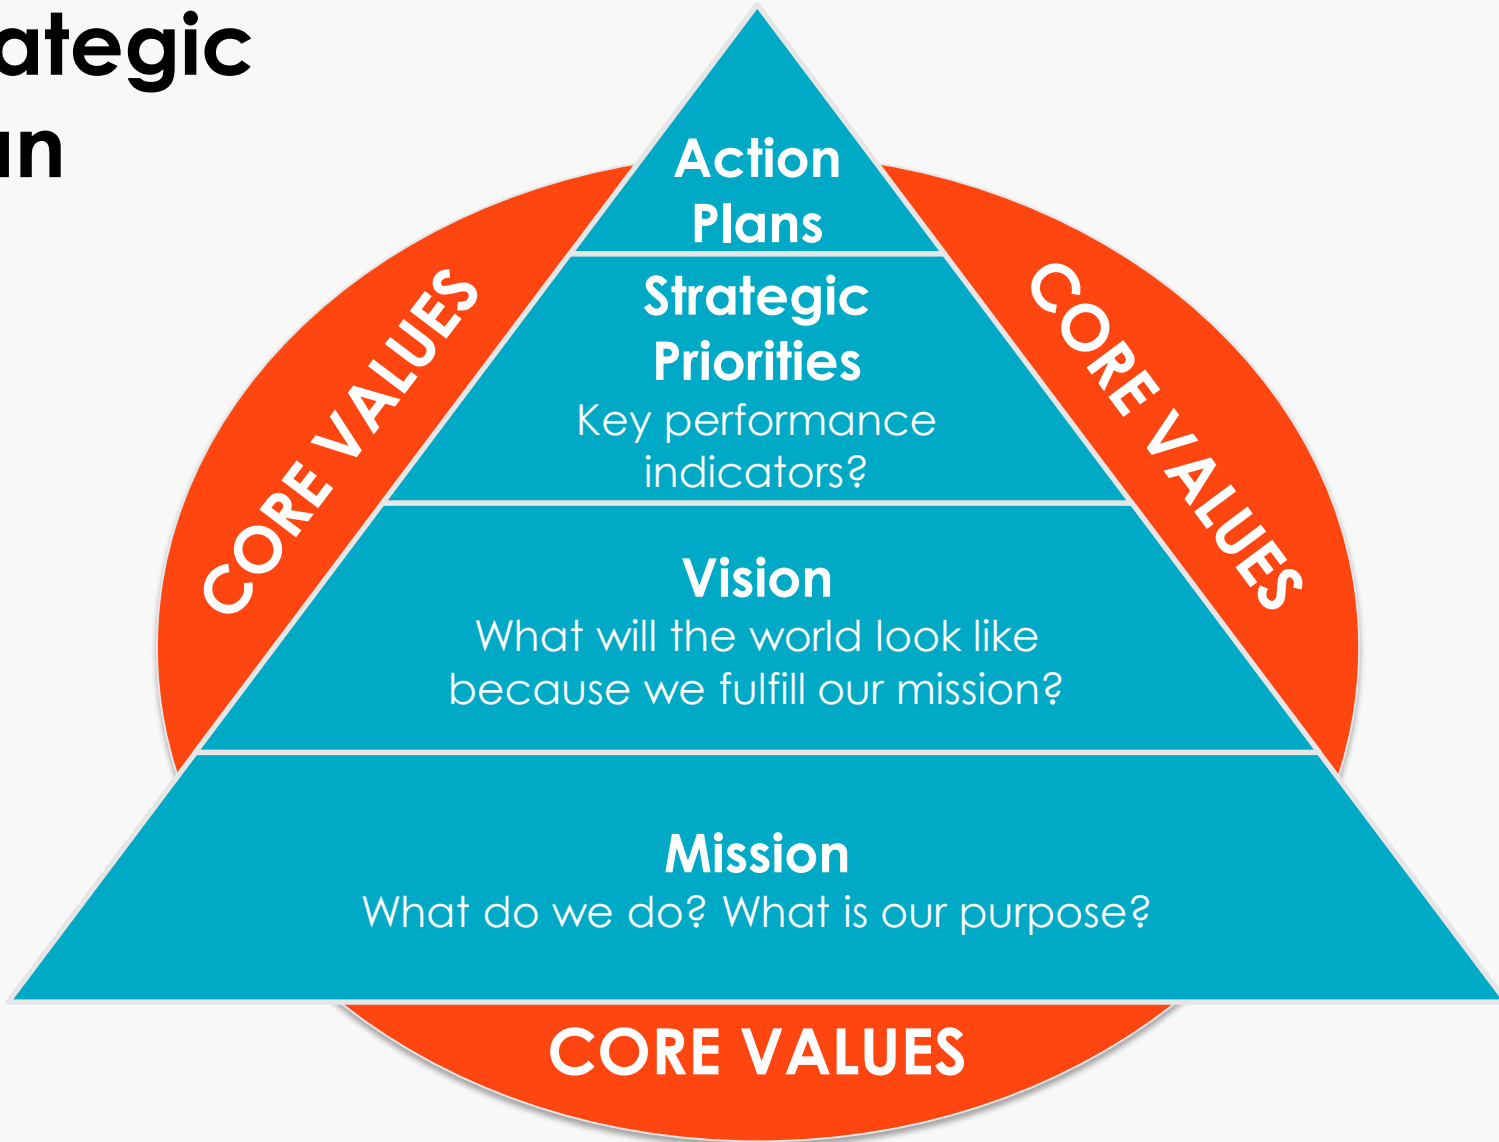 ategic
an
Action
Plans
Strategic
Priorities
Key performance
indicators?
CORE VALUES
CORE VALUES
Vision
What will the world look like
because we fulfill our mission?
Mission
What do we do? What is our purpose?
CORE VALUES